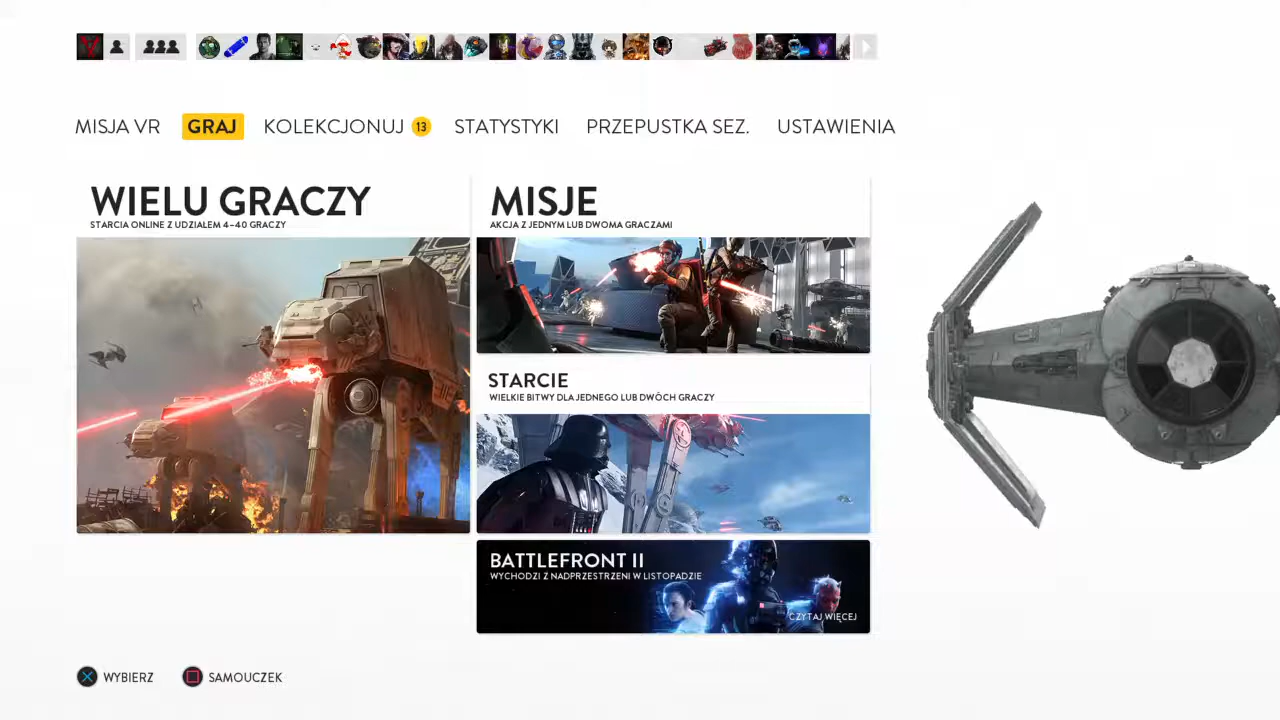 MISJA VR GRAJ KOLEKCJONUJ 13 STATYSTYKI PRZEPUSTKA SEZ. USTAWIENIA
WIELU GRACZY
STARCIA ONLINE Z UDZIAŁEM 4–40 GRACZY
MISJE
AKCJA Z JEDNYM LUB DWOMA GRACZAMI
STARCIE
WIELKIE BITWY DLA JEDNEGO LUB DWÓCH GRACZY
BATTLEFRONT II
WYCHODZI Z NADPRZESTRZENI W LISTOPADZIE
CZYTAJ WIĘCEJ
WYBIERZ SAMOUCZEK